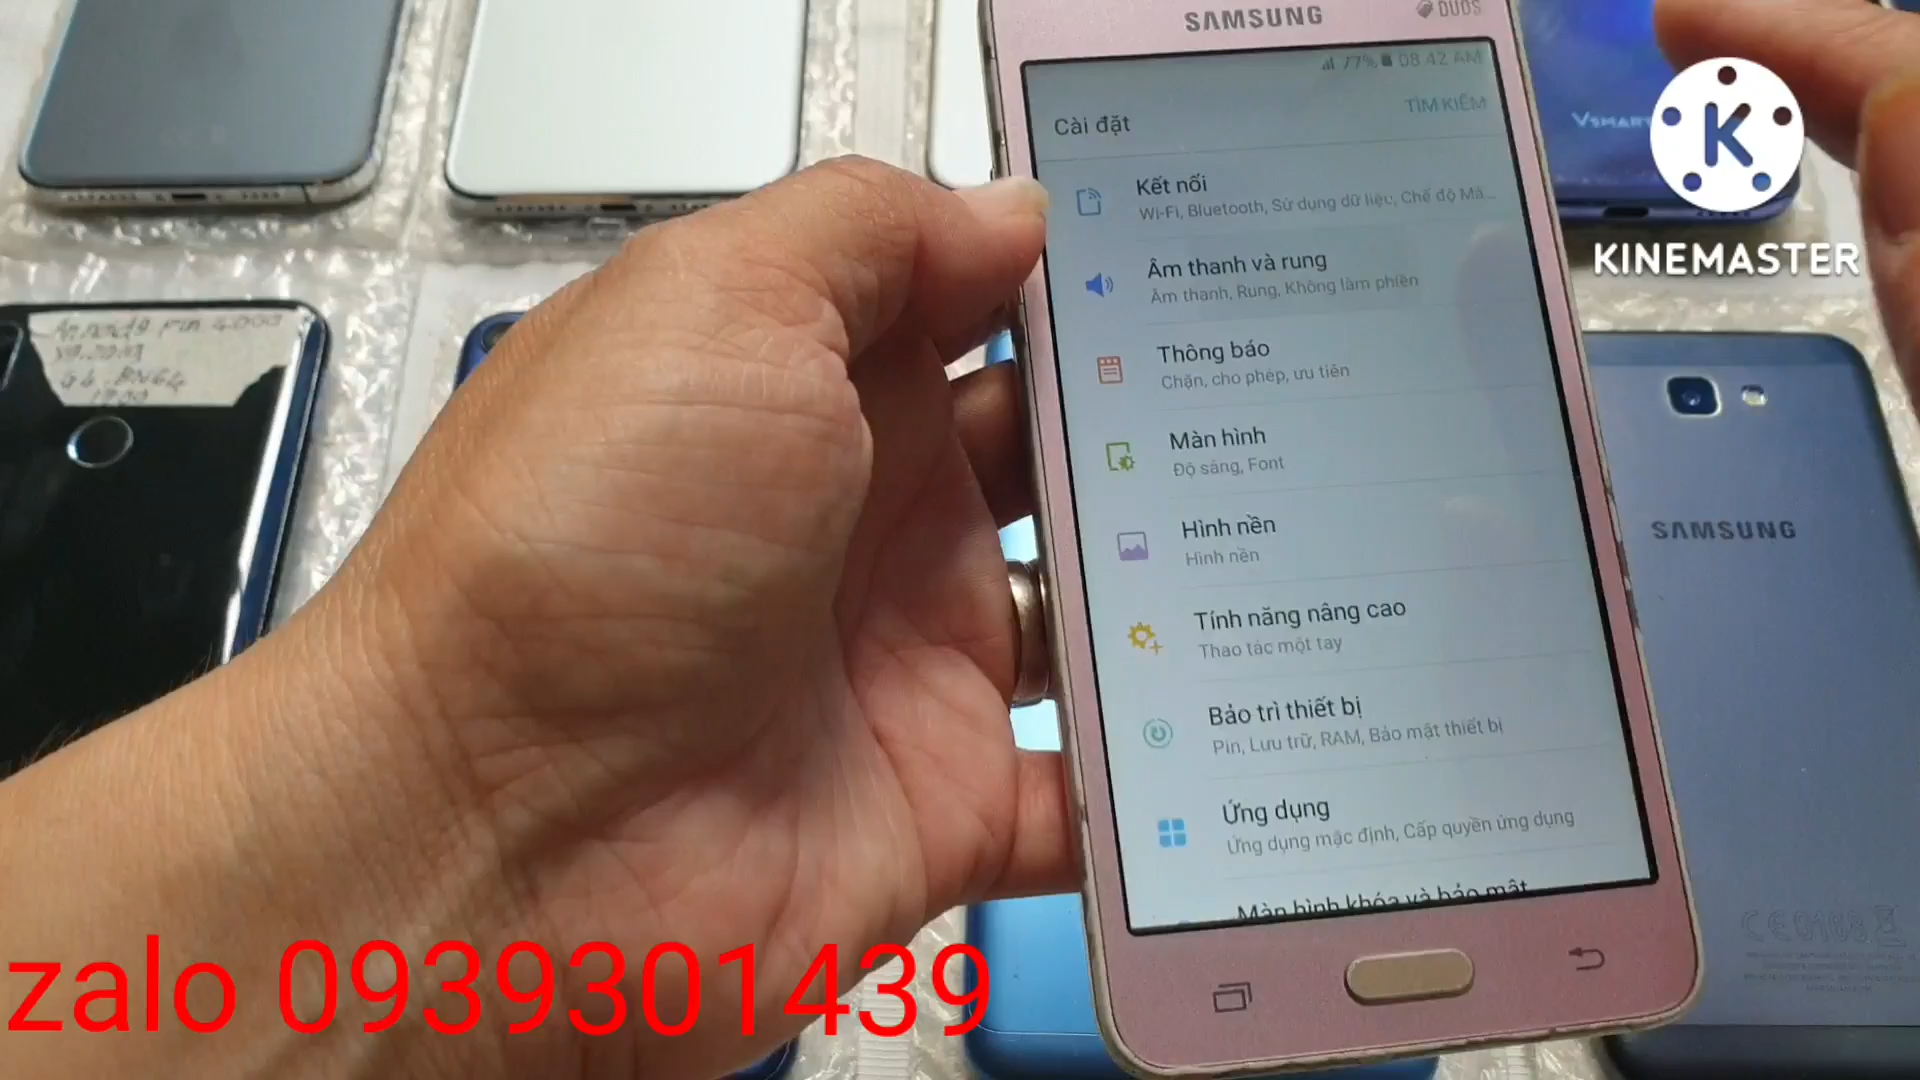 SAMSUNG
DUOS
77% 08:42 AM
Cài đặt
TÌM KIẾM
Kết nối
Wi-Fi, Bluetooth, Sử dụng dữ liệu, Chế độ Má...
Âm thanh và rung
Âm thanh, Rung, Không làm phiền
Thông báo
Chặn, cho phép, ưu tiên
Màn hình
Độ sáng, Font
Hình nền
Hình nền
Tính năng nâng cao
Thao tác một tay
Bảo trì thiết bị
Pin, Lưu trữ, RAM, Bảo mật thiết bị
Ứng dụng
Ứng dụng mặc định, Cấp quyền ứng dụng
Màn hình khóa và bảo mật
VSMART
K
KINEMASTER
SAMSUNG
zalo 0939301439